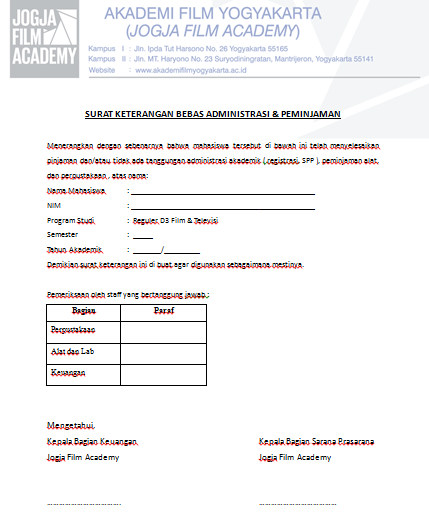 JOGJA
FILM
ACADEMY
AKADEMI FILM YOGYAKARTA
(JOGJA FILM ACADEMY)
Kampus I : Jln. Ipda Tut Harsono No. 26 Yogyakarta 55165
Kampus II : Jln. MT. Haryono No. 23 Suryodiningratan, Mantrijeron, Yogyakarta 55141
Website : www.akademifilmyogyakarta.ac.id
SURAT KETERANGAN BEBAS ADMINISTRASI & PEMINJAMAN
Menerangkan dengan sebenarnya bahwa mahasiswa tersebut di bawah ini telah menyelesaikan
pinjaman dan/atau tidak ada tanggungan administrasi akademik ( registrasi, SPP ), peminjaman alat,
dan perpustakaan , atas nama:
Nama Mahasiswa :
NIM :
Program Studi : Reguler D3 Film & Televisi
Semester :
Tahun Akademik : /
Demikian surat keterangan ini di buat agar digunakan sebagaimana mestinya.
Pemeriksaan oleh staff yang bertanggung jawab :
Bagian Paraf
Perpustakaan
Alat dan Lab
Keuangan
Mengetahui,
Kepala Bagian Keuangan Kepala Bagian Sarana Prasarana
Jogja Film Academy Jogja Film Academy